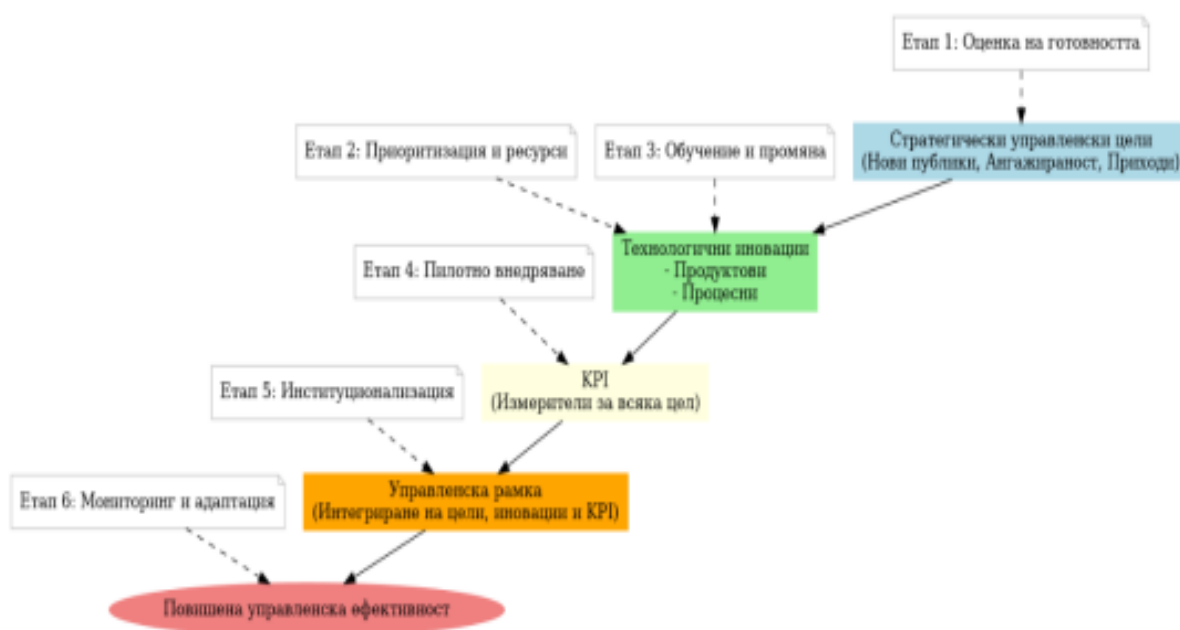 Етап 1: Оценка на готовността
Етап 2: Приоритизация и ресурси
Етап 3: Обучение и промяна
Стратегически управленски цели
(Нови публики, Ангажираност, Приходи)
Технологични иновации
- Продуктови
- Процесни
Етап 4: Пилотно внедряване
KPI
(Измерители за всяка цел)
Етап 5: Институционализация
Управленска рамка
(Интегриране на цели, иновации и KPI)
Етап 6: Мониторинг и адаптация
Повишена управленска ефективност